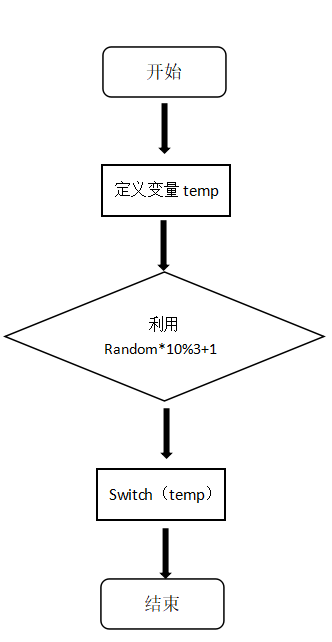 开始
定义变量 temp
利用
Random*10%3+1
Switch（temp）
结束